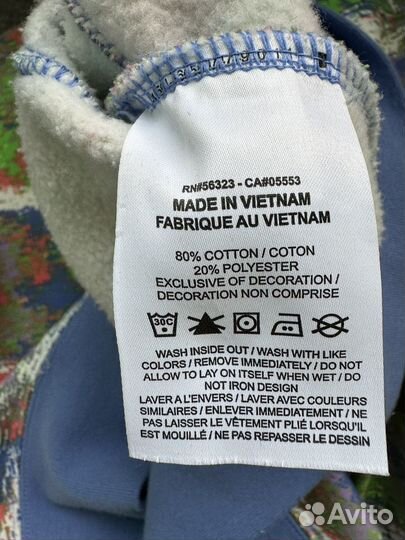 RN#56323 - CA#05553
MADE IN VIETNAM
FABRIQUE AU VIETNAM
80% COTTON / COTON
20% POLYESTER
EXCLUSIVE OF DECORATION /
DECORATION NON COMPRISE
30C
WASH INSIDE OUT / WASH WITH LIKE
COLORS / REMOVE IMMEDIATELY / DO NOT
ALLOW TO LAY ON ITSELF WHEN WET / DO
NOT IRON DESIGN
LAVER A L'ENVERS / LAVER AVEC COULEURS
SIMILAIRES / ENLEVER IMMEDIATEMENT / NE
PAS LAISSER LE VÊTEMENT PLIÉ LORSQU'IL
EST MOUILLÉ / NE PAS REPASSER LE DESSIN
Avito